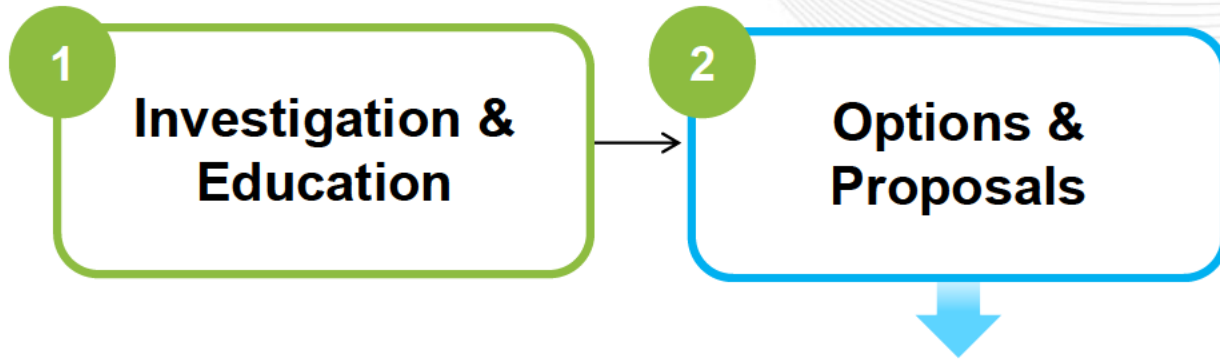 1
Investigation &
Education
2
Options &
Proposals